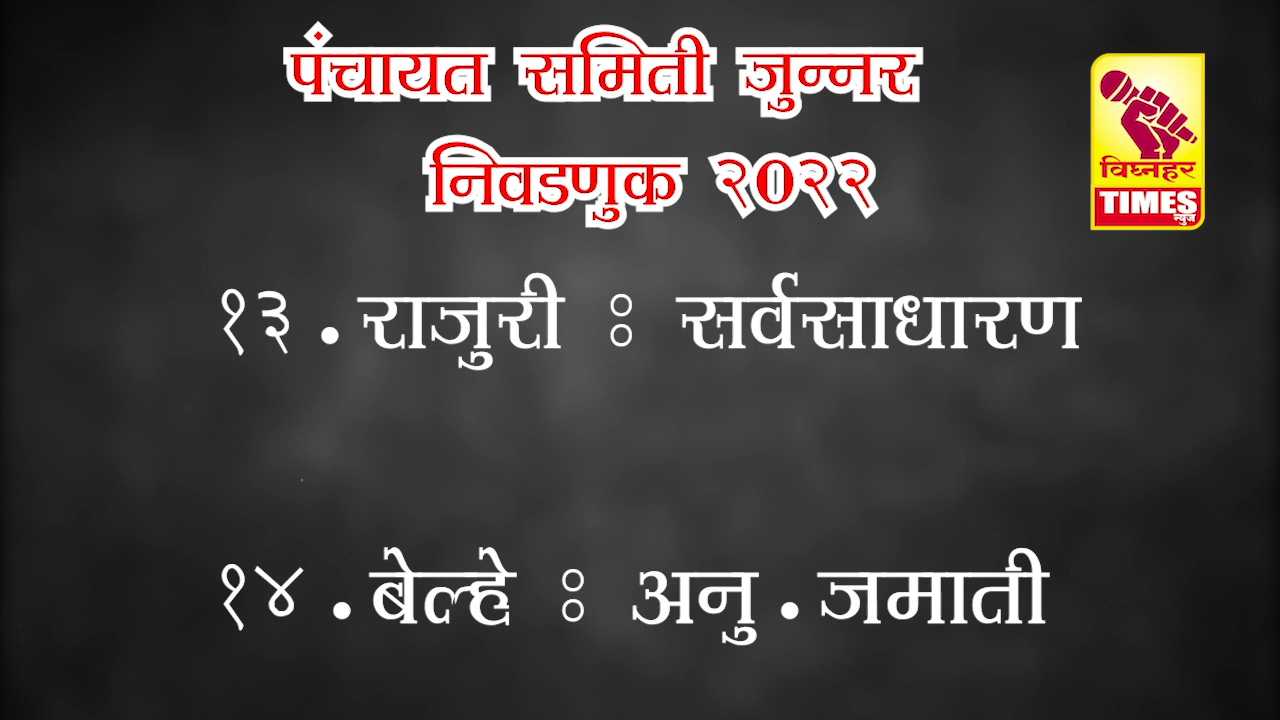 पंचायत समिती जुन्नर
निवडणुक २०२२
विघ्नहर
TIMES
न्युज
१३.राजुरी : सर्वसाधारण
१४.बेल्हे : अनु.जमाती